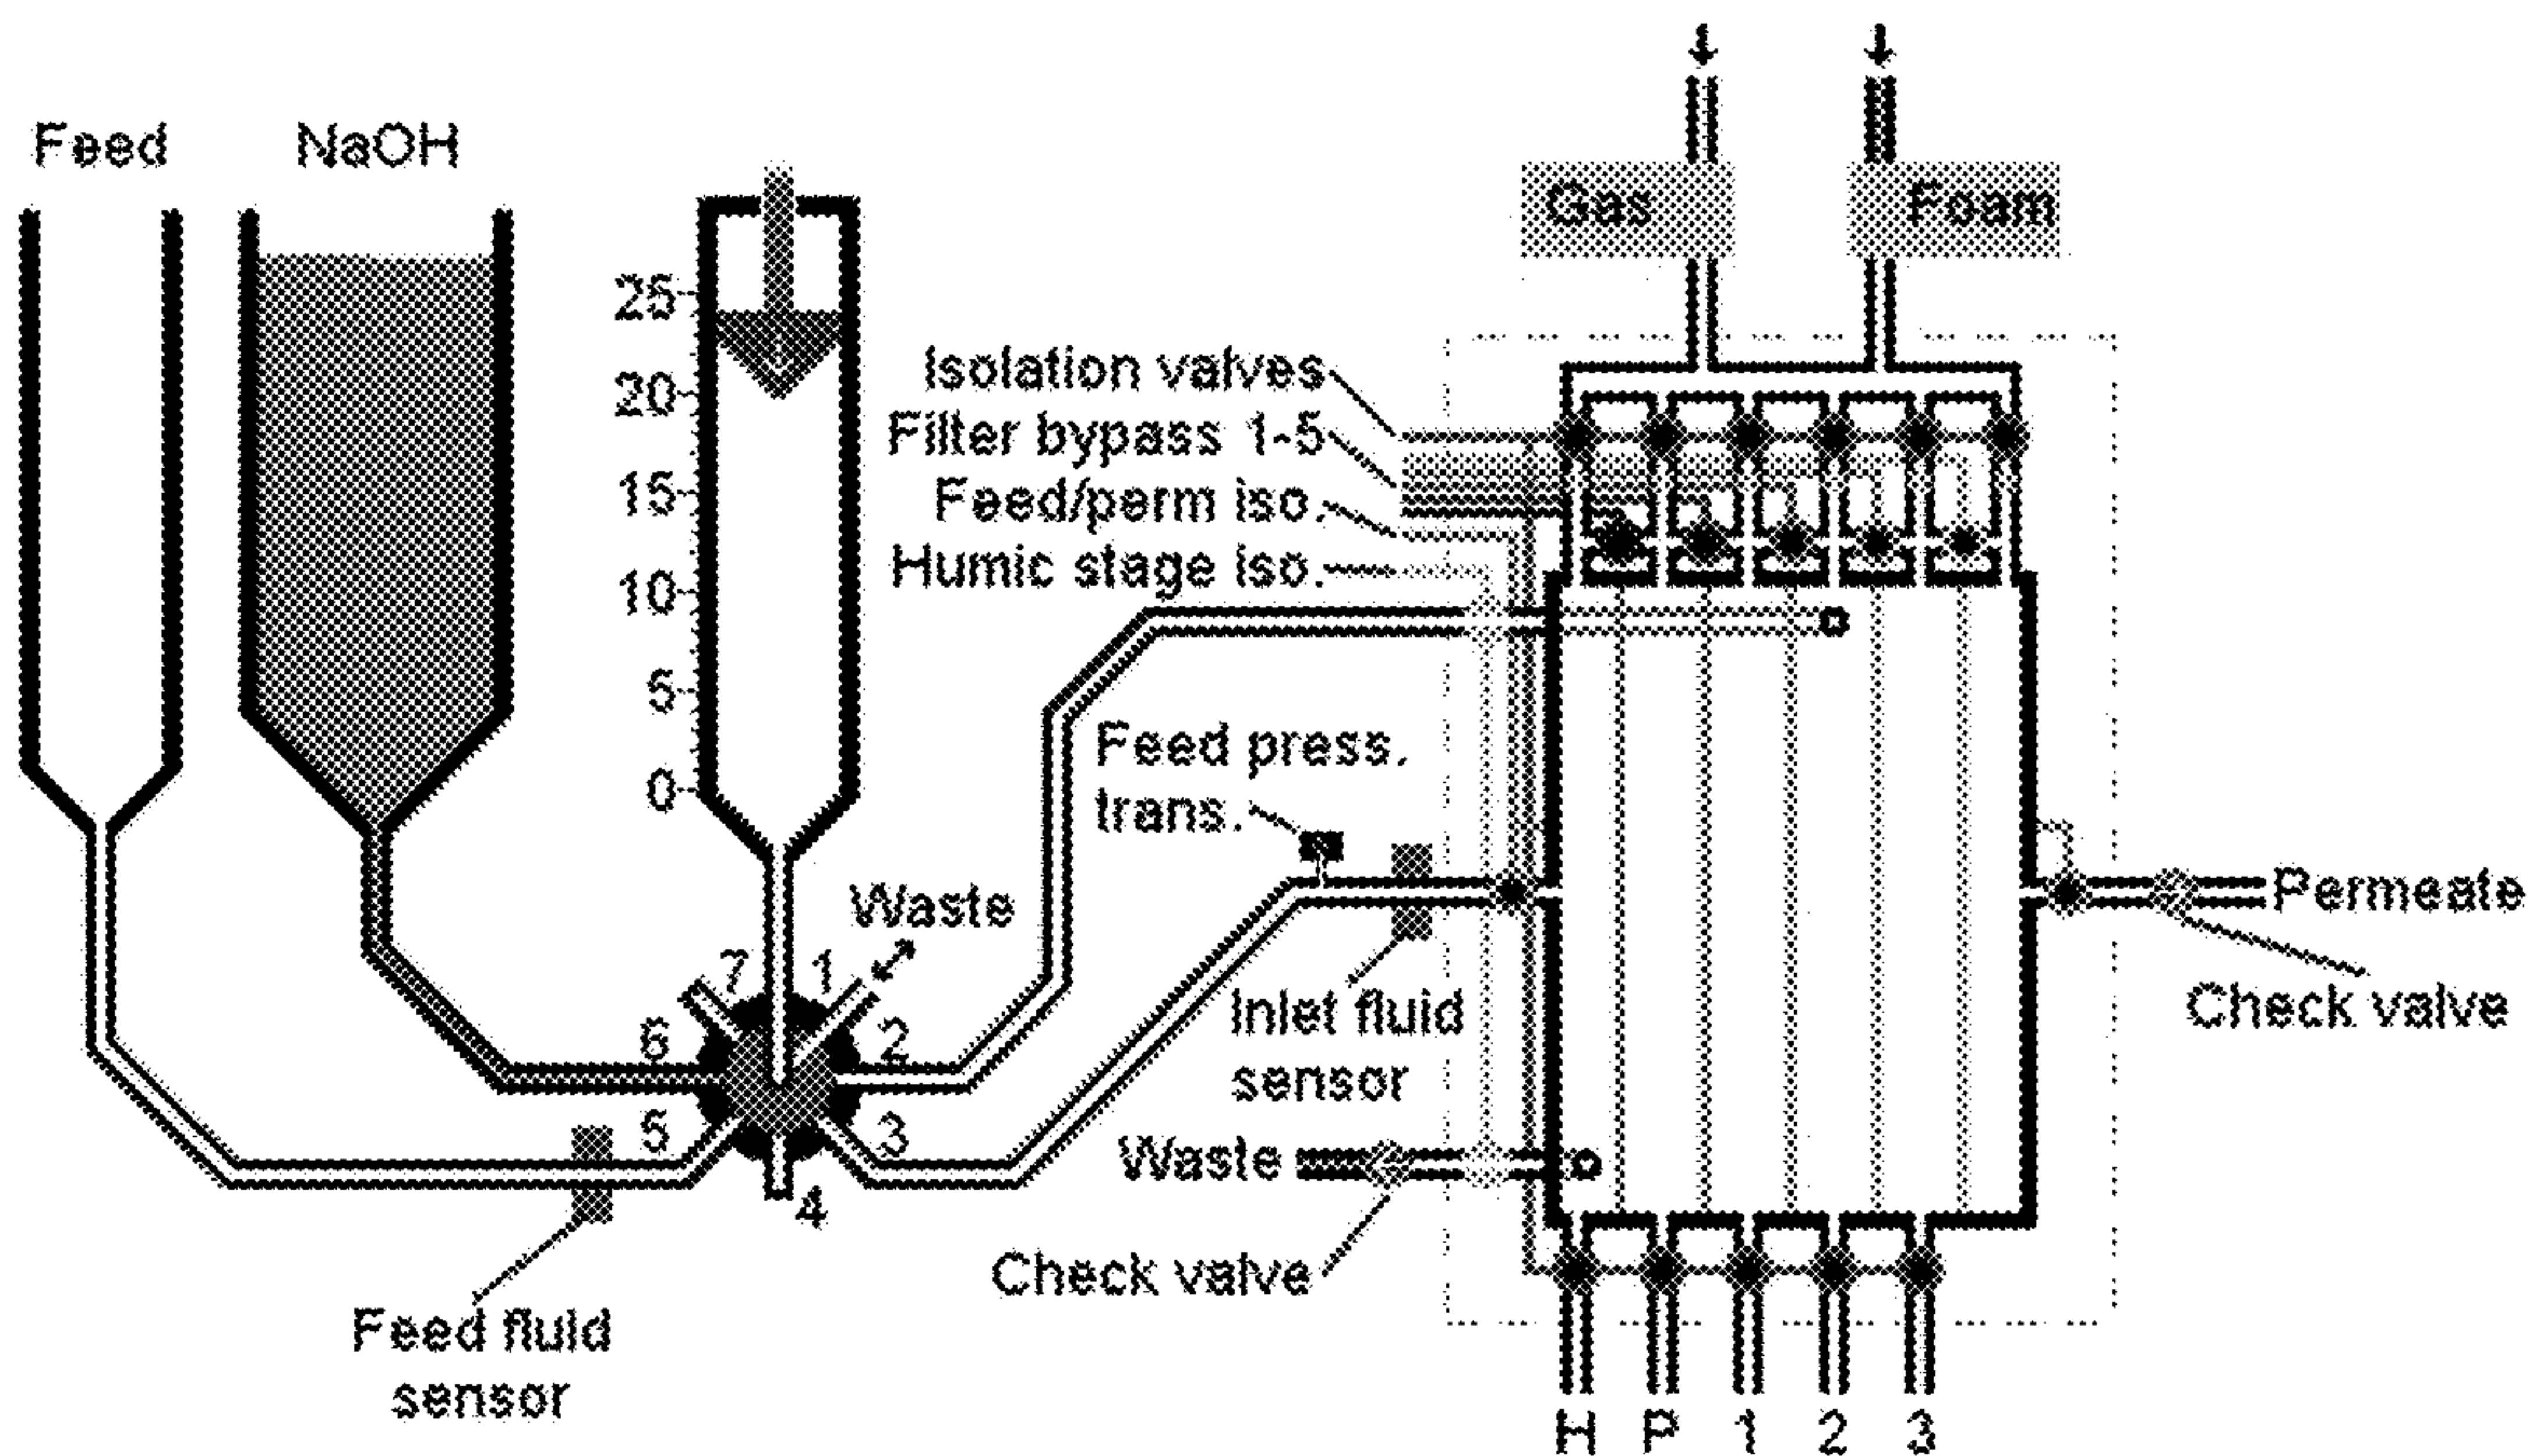 Feed
NaOH
Gas
Foam
25
20
15
10
5
0
Isolation valves
Filter bypass 1-5
Feed/perm iso.
Humic stage iso.
Feed press.
trans.
Waste
Permeate
Check valve
7
1
6
2
5
3
4
Inlet fluid
sensor
Waste
Check valve
Feed fluid
sensor
H
P
1
2
3